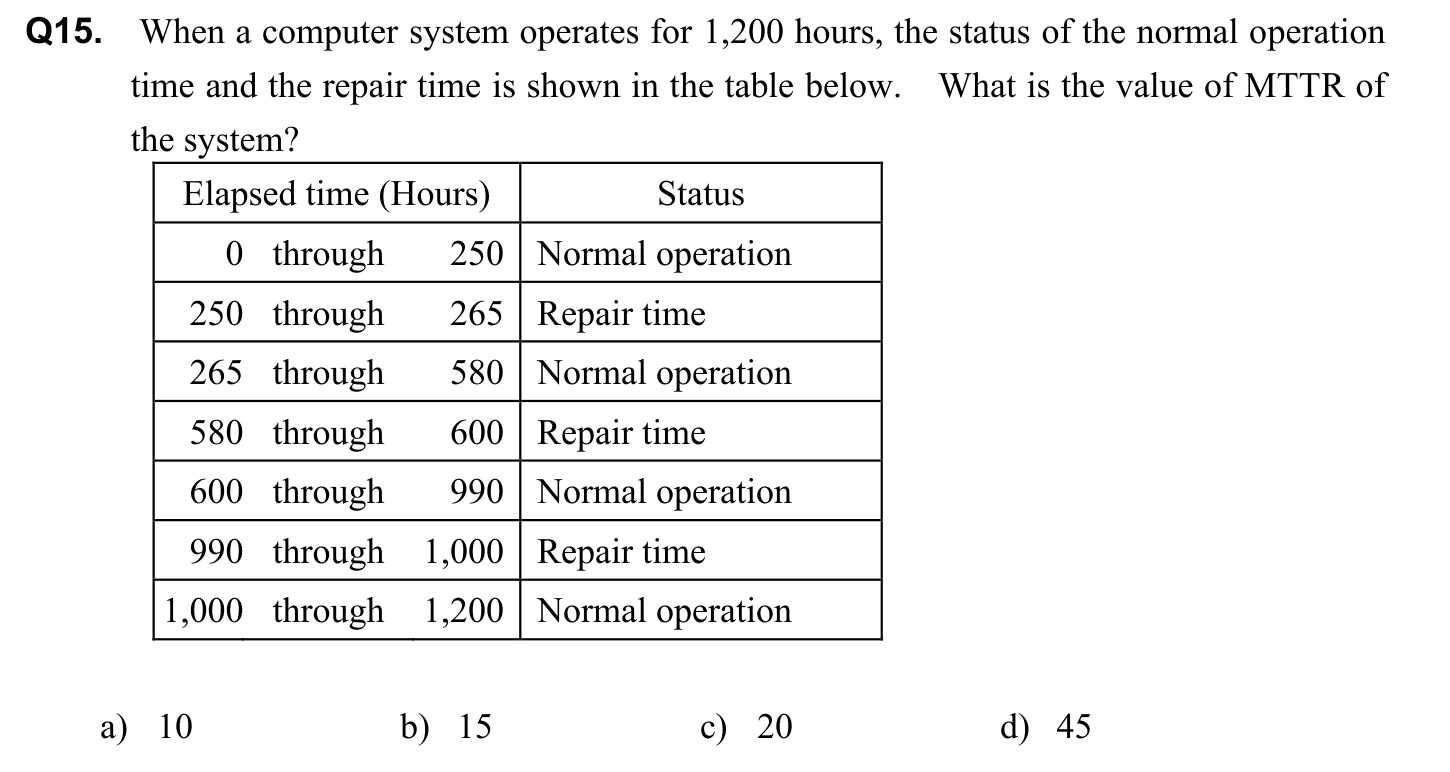 Q15. When a computer system operates for 1,200 hours, the status of the normal operation
time and the repair time is shown in the table below. What is the value of MTTR of
the system?
Elapsed time (Hours) Status
0 through 250 Normal operation
250 through 265 Repair time
265 through 580 Normal operation
580 through 600 Repair time
600 through 990 Normal operation
990 through 1,000 Repair time
1,000 through 1,200 Normal operation
a) 10 b) 15 c) 20 d) 45